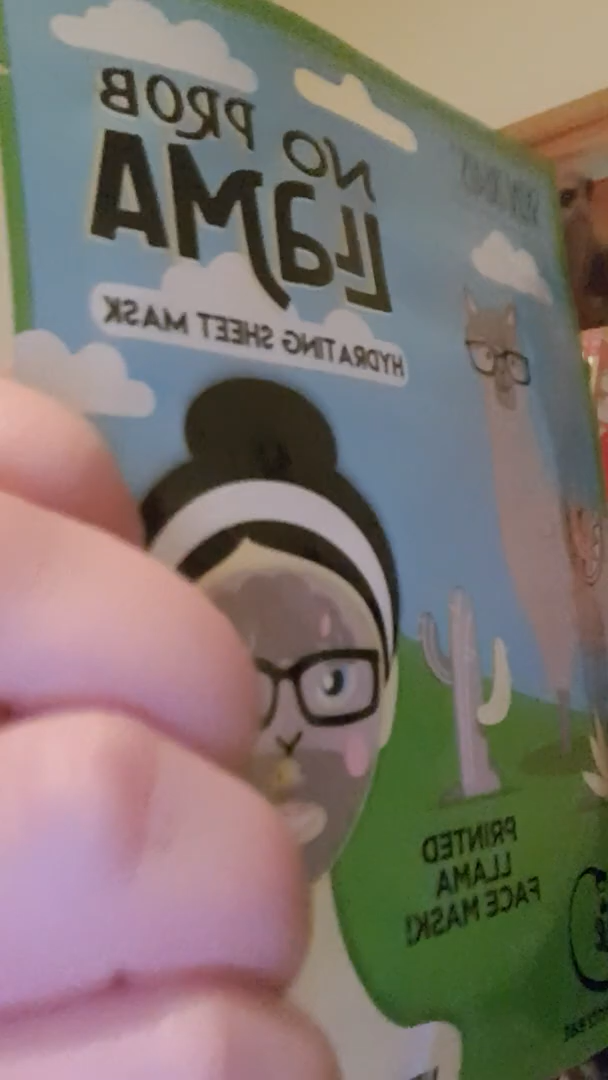 NO PROB
LLAMA
HYDRATING SHEET MASK
PRINTED
LLAMA
FACE MASK!